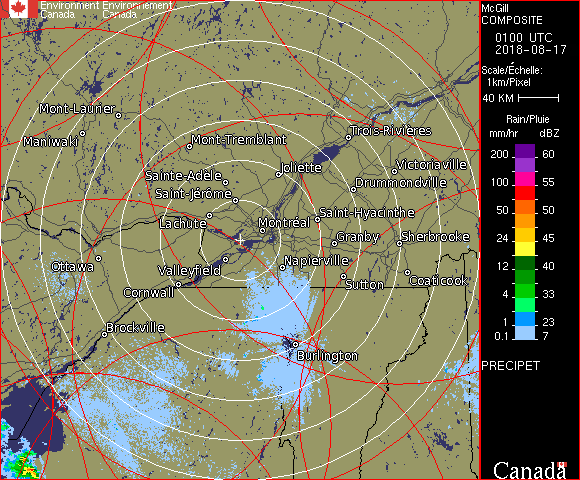 Environment Environnement
Canada Canada
McGill
COMPOSITE
0100 UTC
2018-08-17
Scale/Échelle:
1km/Pixel
40 KM
Rain/Pluie
mm/hr dBZ
200 60
100 55
50 50
24 45
12 40
4 33
1 23
0.1 7
PRECIPET
Canada
Mont-Laurier
Maniwaki
Trois-Rivières
Mont-Tremblant
Joliette
Victoriaville
Sainte-Adèle
Drummondville
Saint-Jérôme
Saint-Hyacinthe
Lachute
Montréal
Granby
Sherbrooke
Ottawa
Napierville
Valleyfield
Coaticook
Sutton
Cornwall
Brockville
Burlington